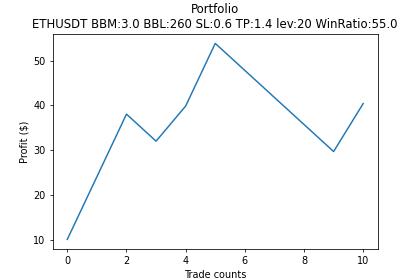 Portfolio
ETHUSDT BBM:3.0 BBL:260 SL:0.6 TP:1.4 lev:20 WinRatio:55.0
50
40
30
20
10
Profit ($)
0 2 4 6 8 10
Trade counts